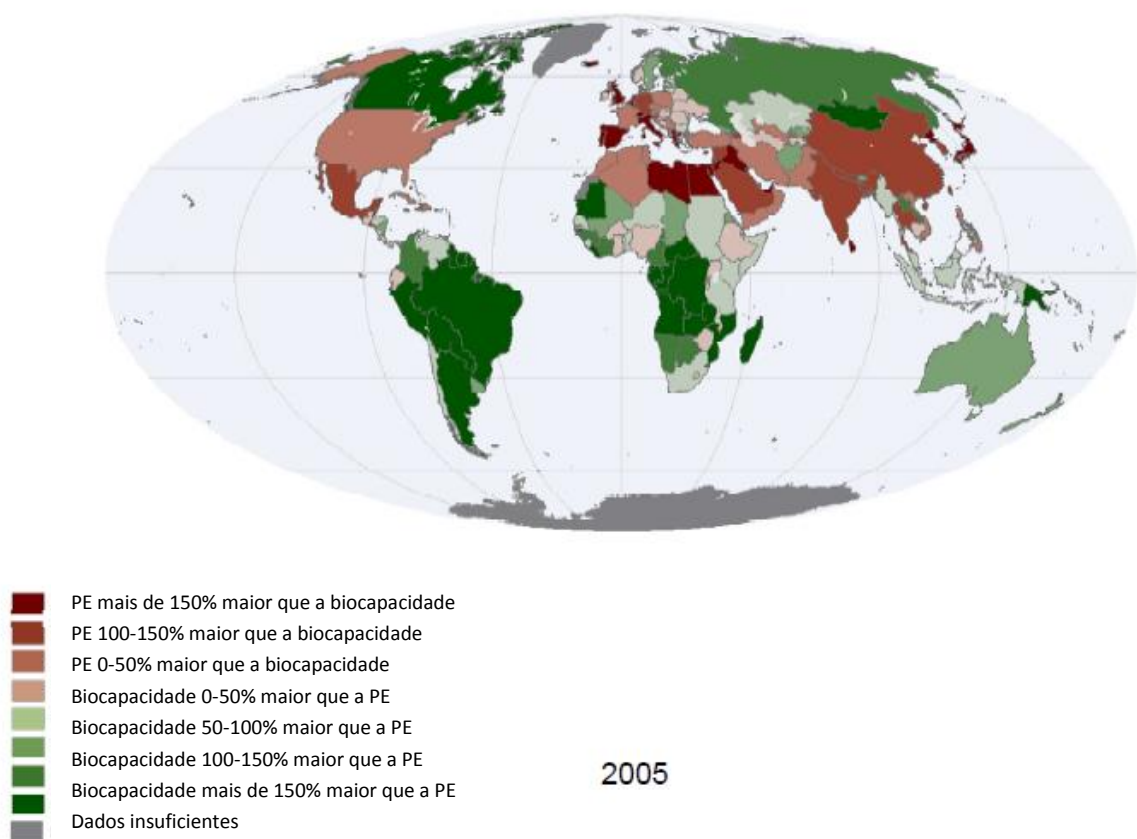 PE mais de 150% maior que a biocapacidade
PE 100-150% maior que a biocapacidade
PE 0-50% maior que a biocapacidade
Biocapacidade 0-50% maior que a PE
Biocapacidade 50-100% maior que a PE
Biocapacidade 100-150% maior que a PE
Biocapacidade mais de 150% maior que a PE
Dados insuficientes
2005